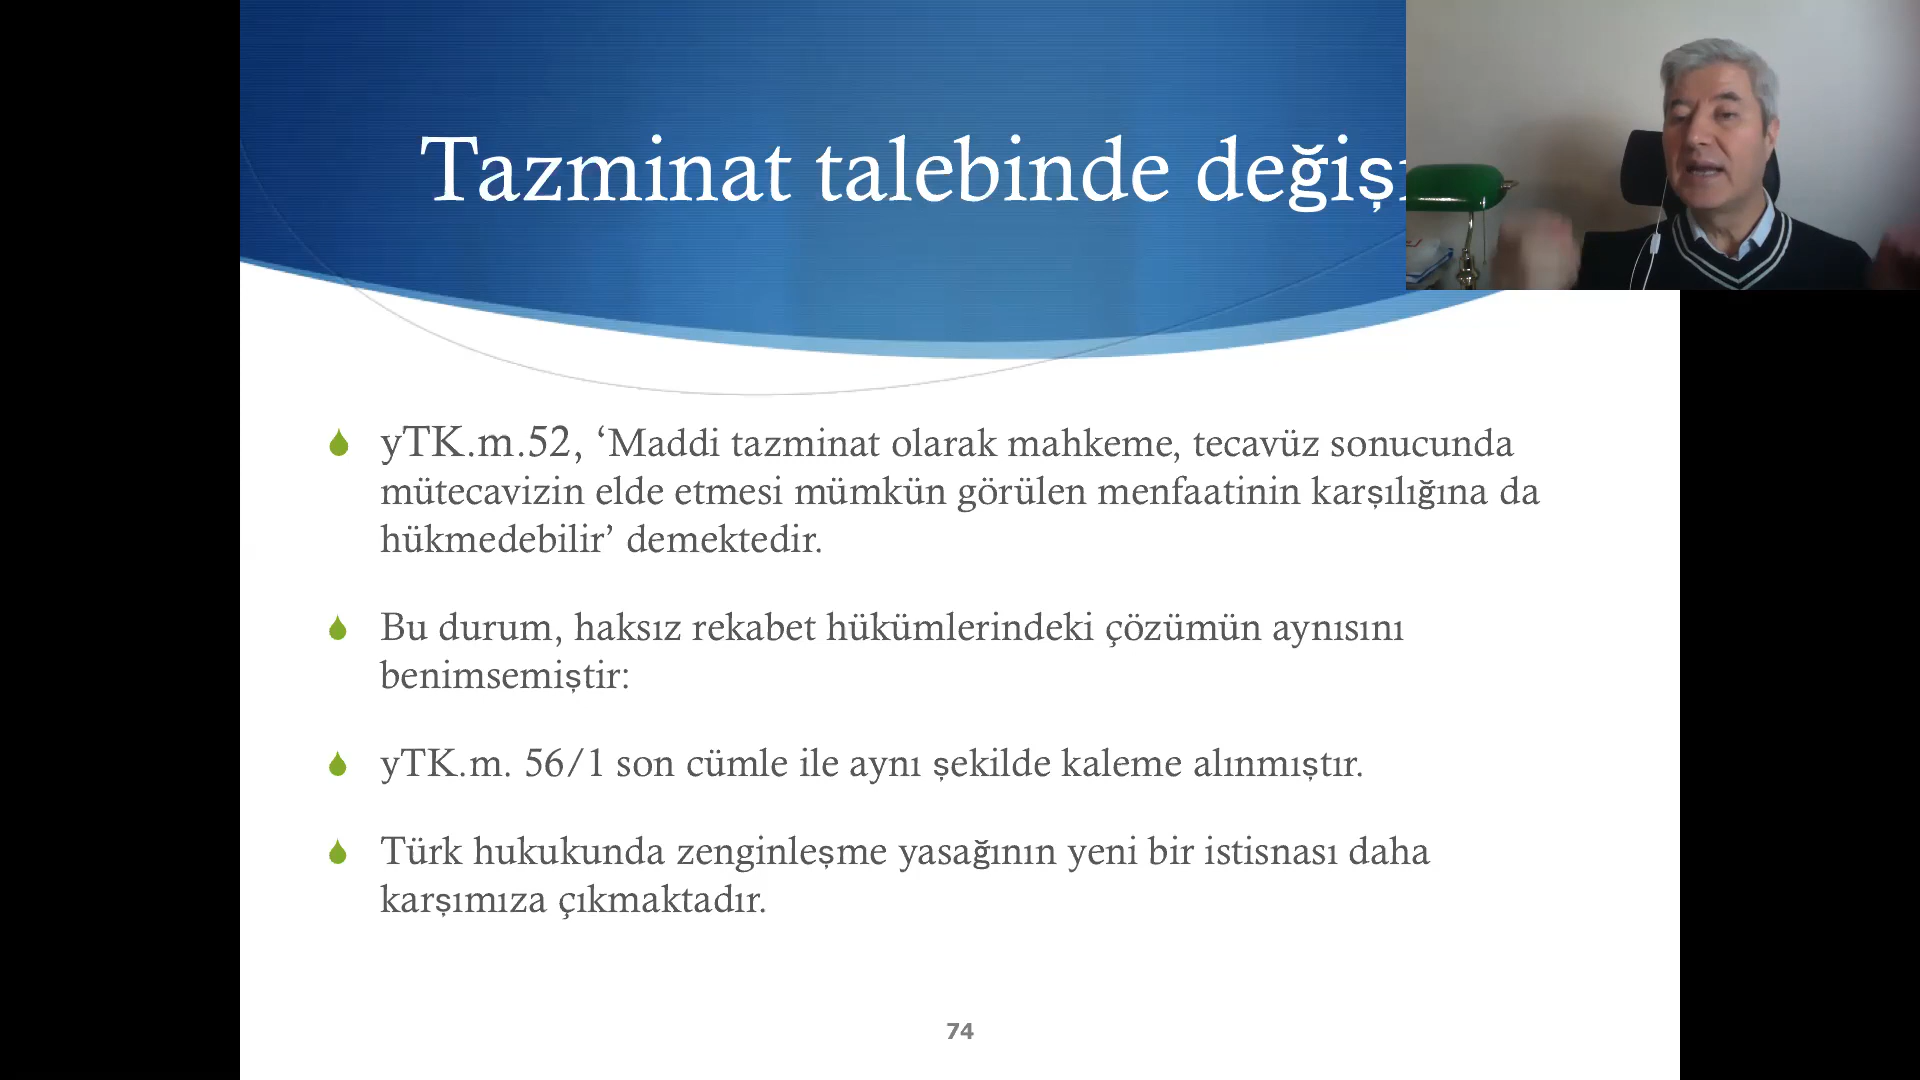 Tazminat talebinde
yTK.m.52, ‘Maddi tazminat olarak mahkeme, tecavüz sonucunda
mütecavizin elde etmesi mümkün görülen menfaatinin karşılığına da
hükmedebilir’ demektedir.
Bu durum, haksız rekabet hükümlerindeki çözümün aynısını
benimsemiştir:
yTK.m. 56/1 son cümle ile aynı şekilde kaleme alınmıştır.
Türk hukukunda zenginleşme yasağının yeni bir istisnası daha
karşımıza çıkmaktadır.
74